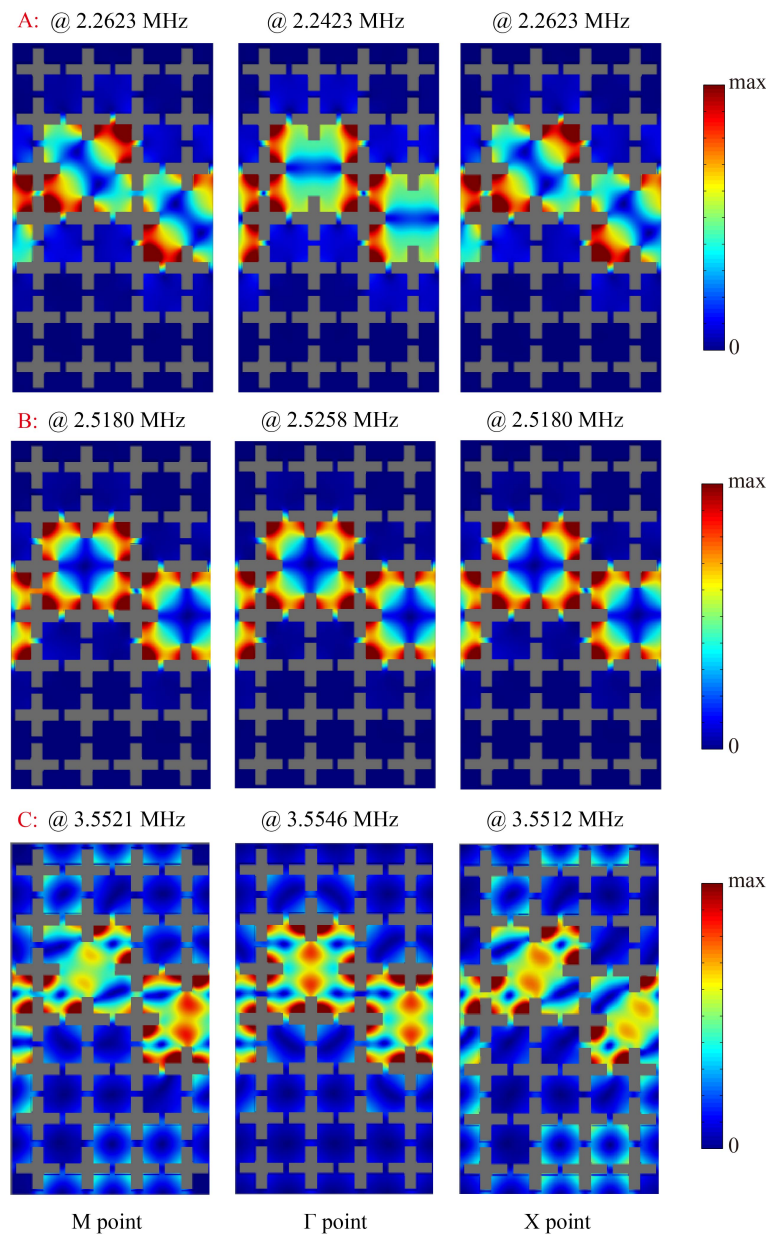 A: @ 2.2623 MHz @ 2.2423 MHz @ 2.2623 MHz
max
0
B: @ 2.5180 MHz @ 2.5258 MHz @ 2.5180 MHz
max
0
C: @ 3.5521 MHz @ 3.5546 MHz @ 3.5512 MHz
max
0
M point Γ point X point